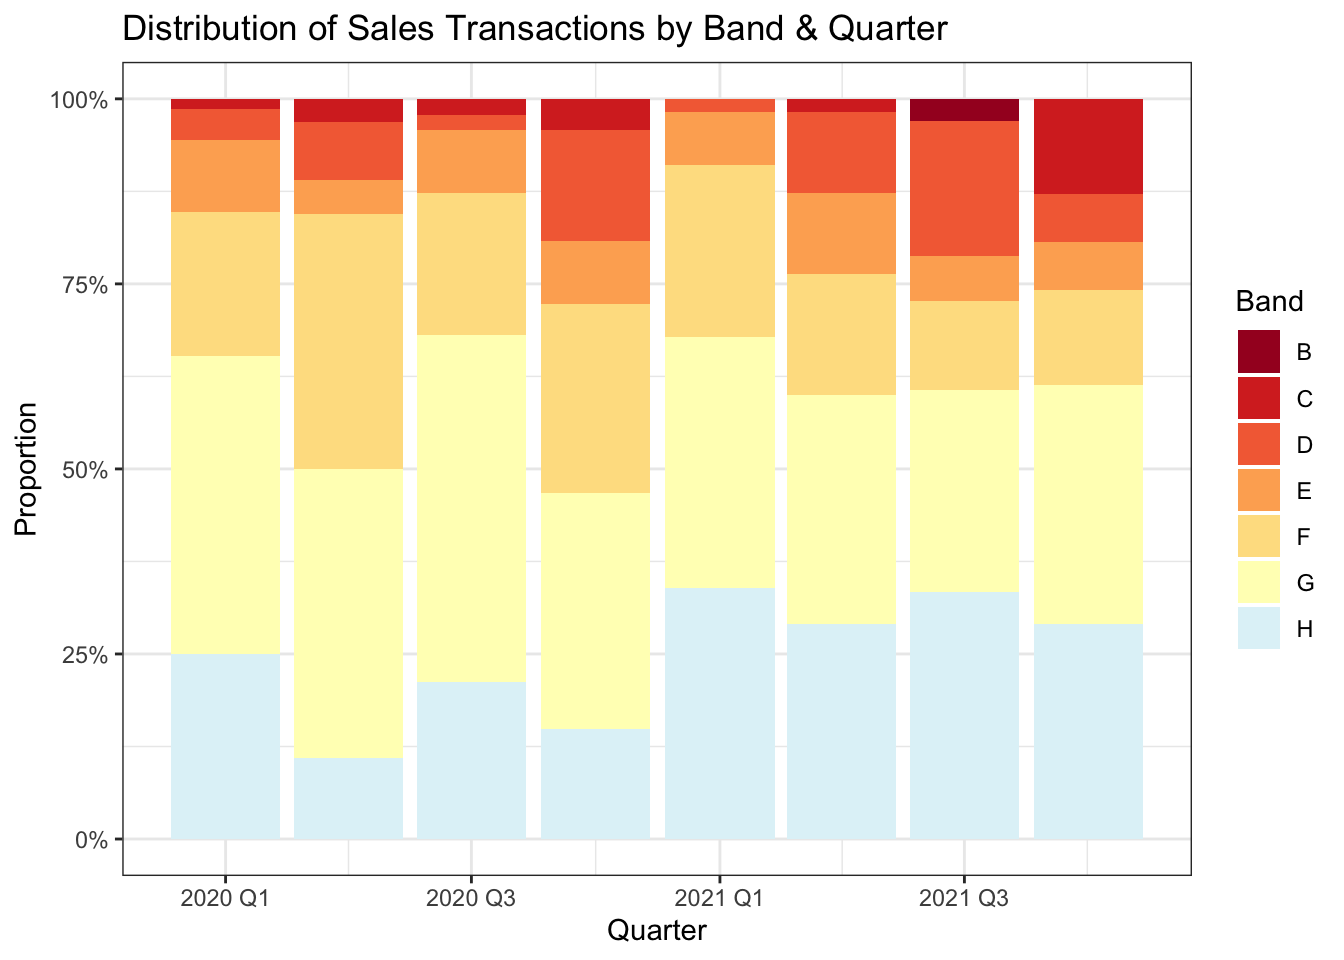 Distribution of Sales Transactions by Band & Quarter
100%
75%
50%
25%
0%
Proportion
2020 Q1
2020 Q3
2021 Q1
2021 Q3
Quarter
Band
B
C
D
E
F
G
H